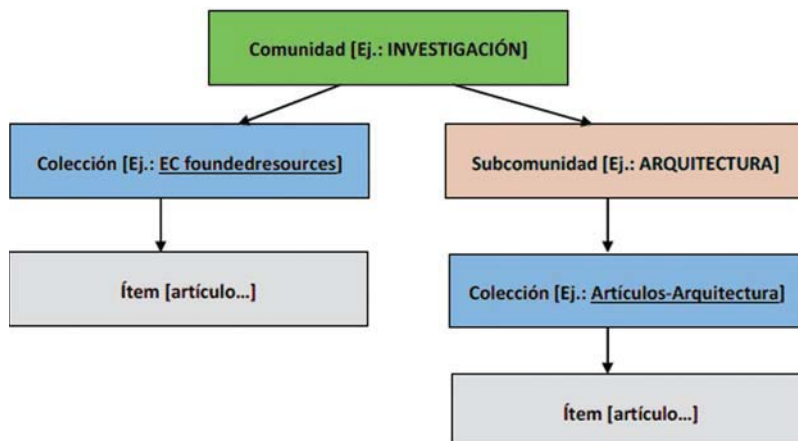 Comunidad [Ej.: INVESTIGACIÓN]
Colección [Ej.: EC foundedresources]
Subcomunidad [Ej.: ARQUITECTURA]
Ítem [artículo...]
Colección [Ej.: Artículos-Arquitectura]
Ítem [artículo...]